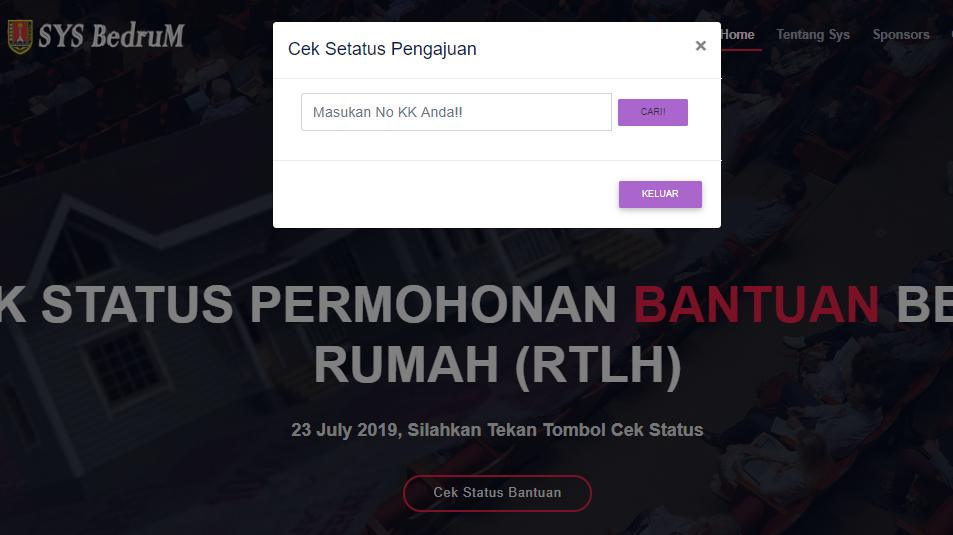 SYS BedruM
Cek Setatus Pengajuan
×
Home
Tentang Sys
Sponsors
Masukan No KK Anda!!
CARI!
KELUAR
K STATUS PERMOHONAN BANTUAN BE
RUMAH (RTLH)
23 July 2019, Silahkan Tekan Tombol Cek Status
Cek Status Bantuan